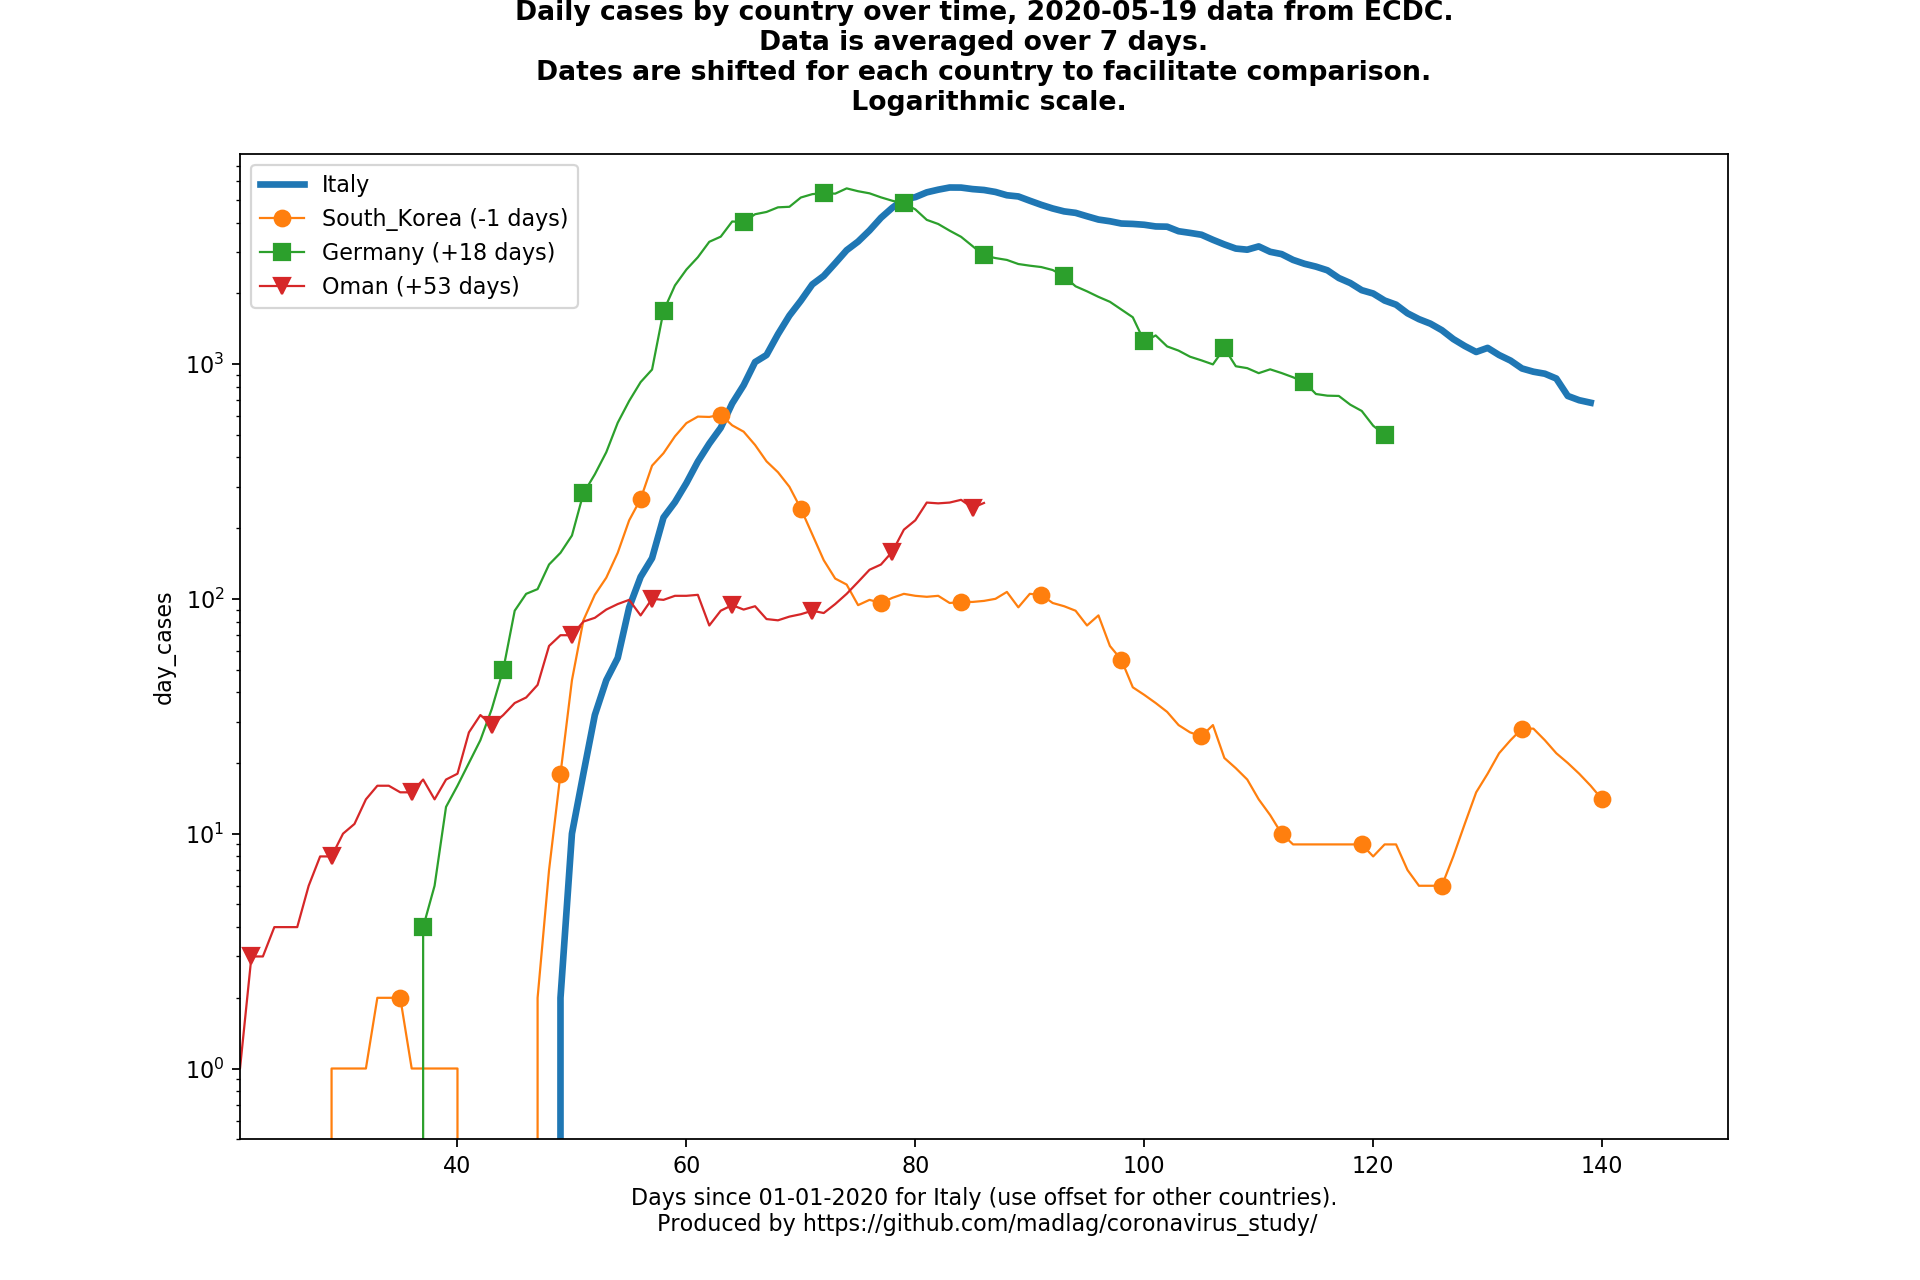 Daily cases by country over time, 2020-05-19 data from ECDC.
Data is averaged over 7 days.
Dates are shifted for each country to facilitate comparison.
Logarithmic scale.
Italy
South_Korea (-1 days)
Germany (+18 days)
Oman (+53 days)
10³
10²
10¹
10⁰
day_cases
40 60 80 100 120 140
Days since 01-01-2020 for Italy (use offset for other countries).
Produced by https://github.com/madlag/coronavirus_study/